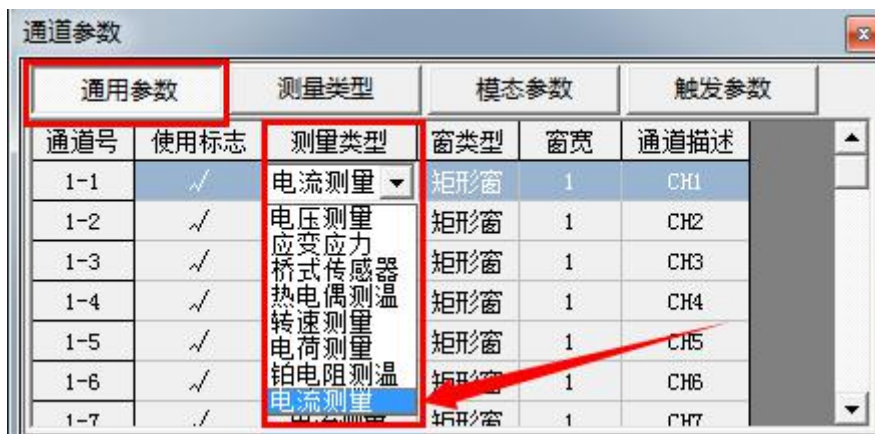 通道参数
通用参数 测量类型 模态参数 触发参数
通道号 使用标志 测量类型 窗类型 窗宽 通道描述
1-1 √ 电流测量 矩形窗 1 CH1
1-2 √ 电压测量 矩形窗 1 CH2
应变应力
1-3 √ 桥式传感器 矩形窗 1 CH3
1-4 √ 热电偶测温 矩形窗 1 CH4
转速测量
1-5 √ 电荷测量 矩形窗 1 CH5
1-6 √ 铂电阻测温 矩形窗 1 CH6
电流测量
1-7 √ 矩形窗 1 CH7